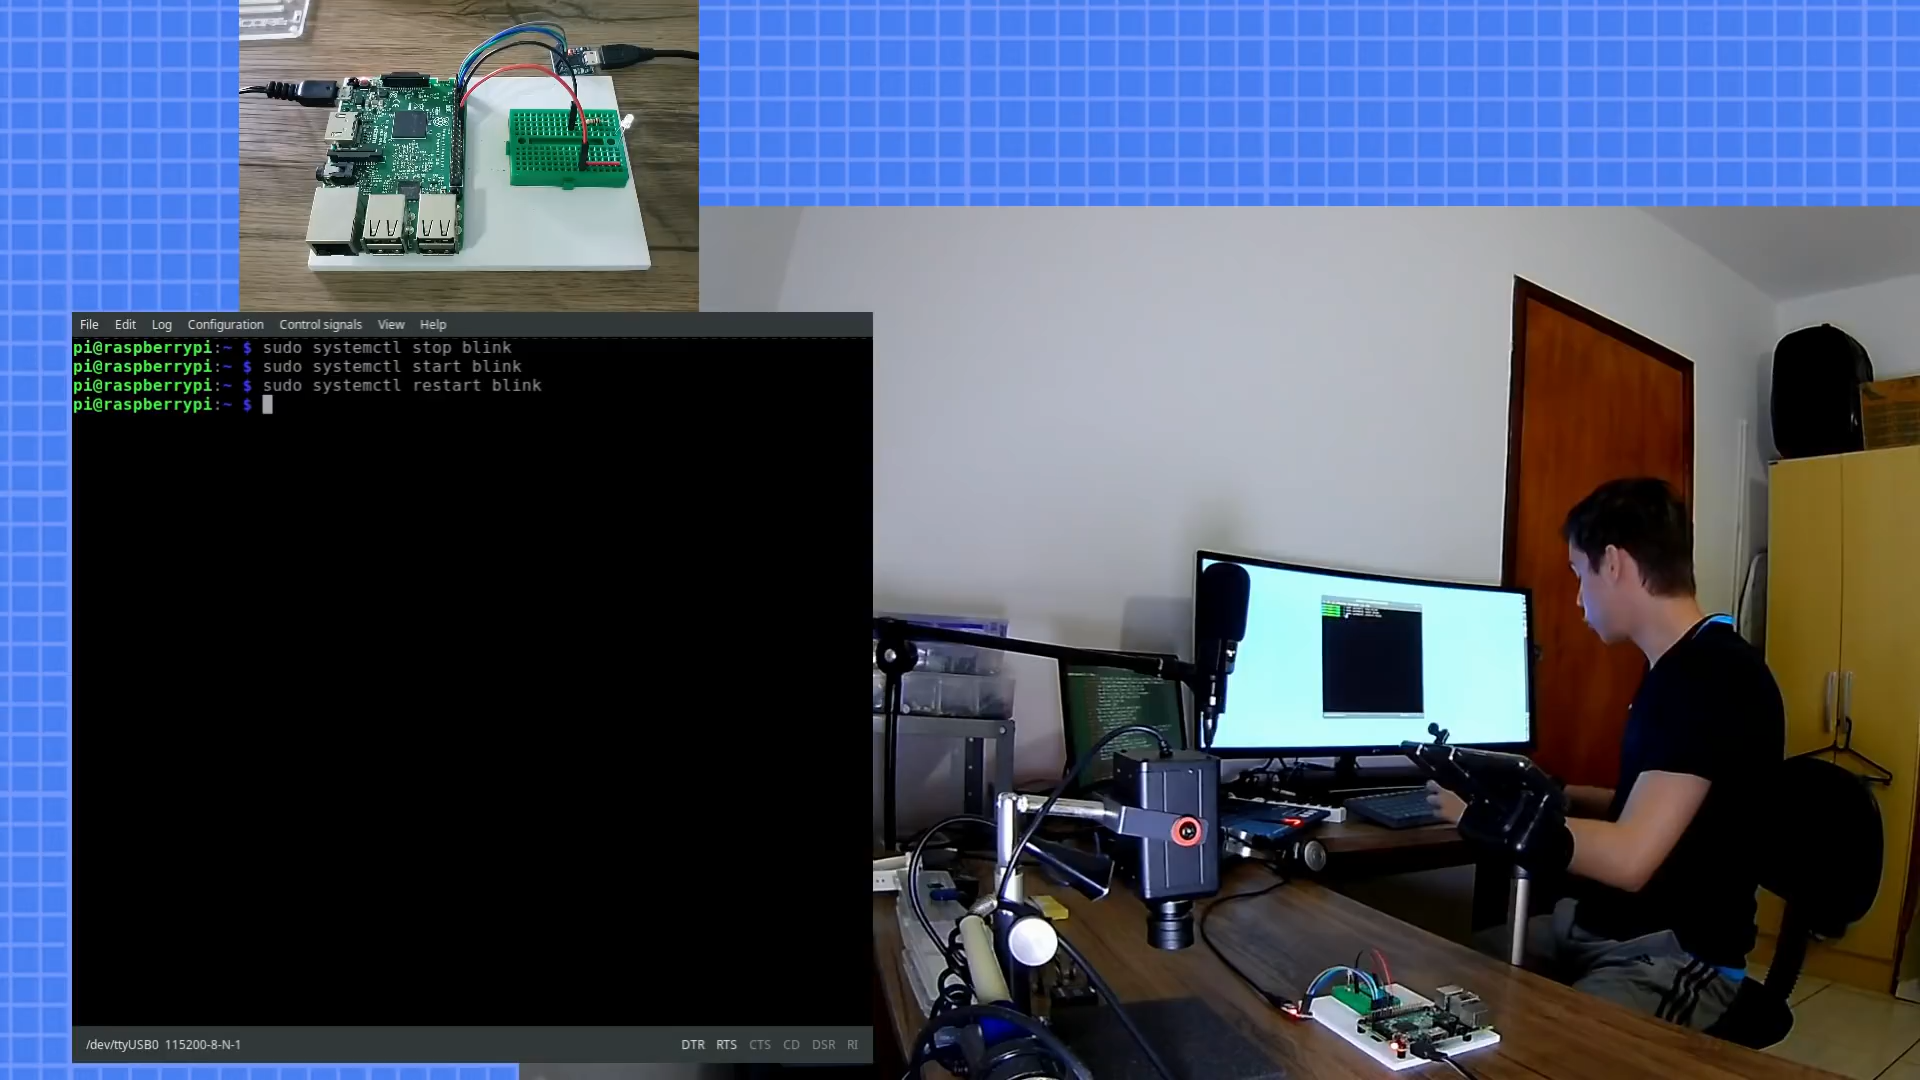 CORE
File Edit Log Configuration Control signals View Help
pi@raspberrypi:~ $ sudo systemctl stop blink
pi@raspberrypi:~ $ sudo systemctl start blink
pi@raspberrypi:~ $ sudo systemctl restart blink
pi@raspberrypi:~ $
/dev/ttyUSB0 115200-8-N-1 DTR RTS CTS CD DSR RI